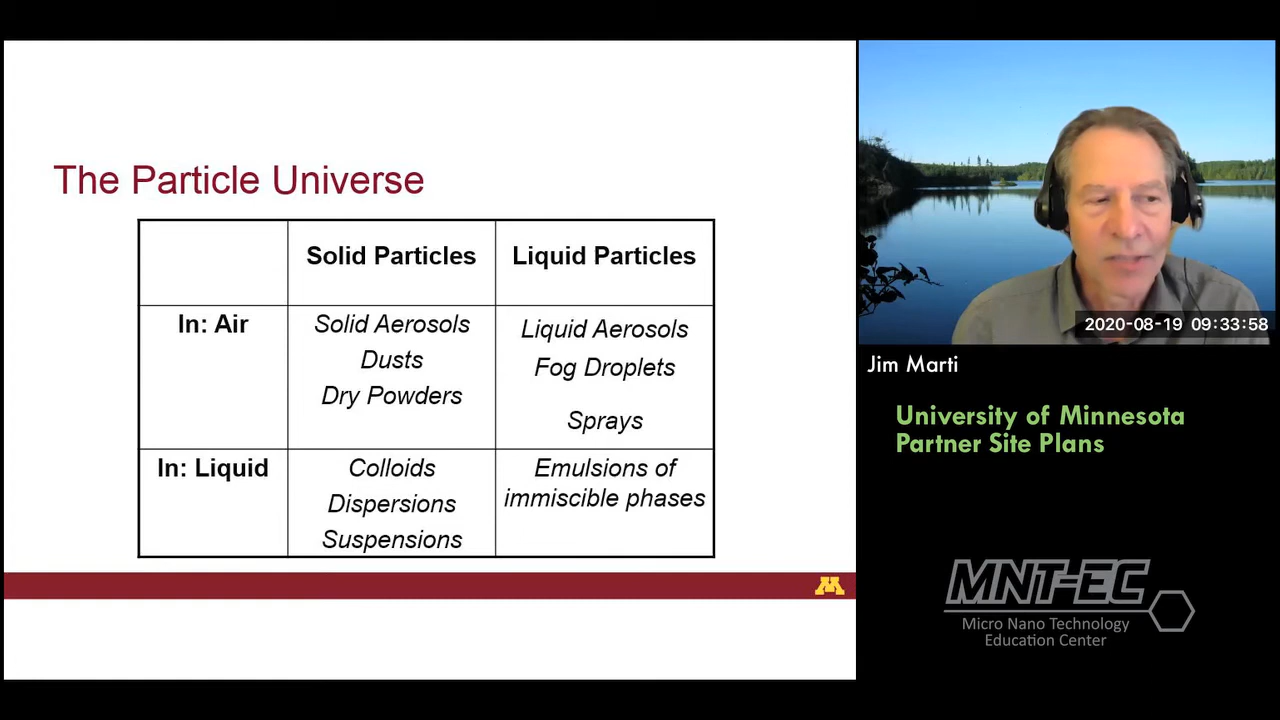 The Particle Universe
Solid Particles
Liquid Particles
In: Air
Solid Aerosols
Dusts
Dry Powders
Liquid Aerosols
Fog Droplets
Sprays
In: Liquid
Colloids
Dispersions
Suspensions
Emulsions of
immiscible phases
M
2020-08-19 09:33:58
Jim Marti
University of Minnesota
Partner Site Plans
MNT-EC
Micro Nano Technology
Education Center